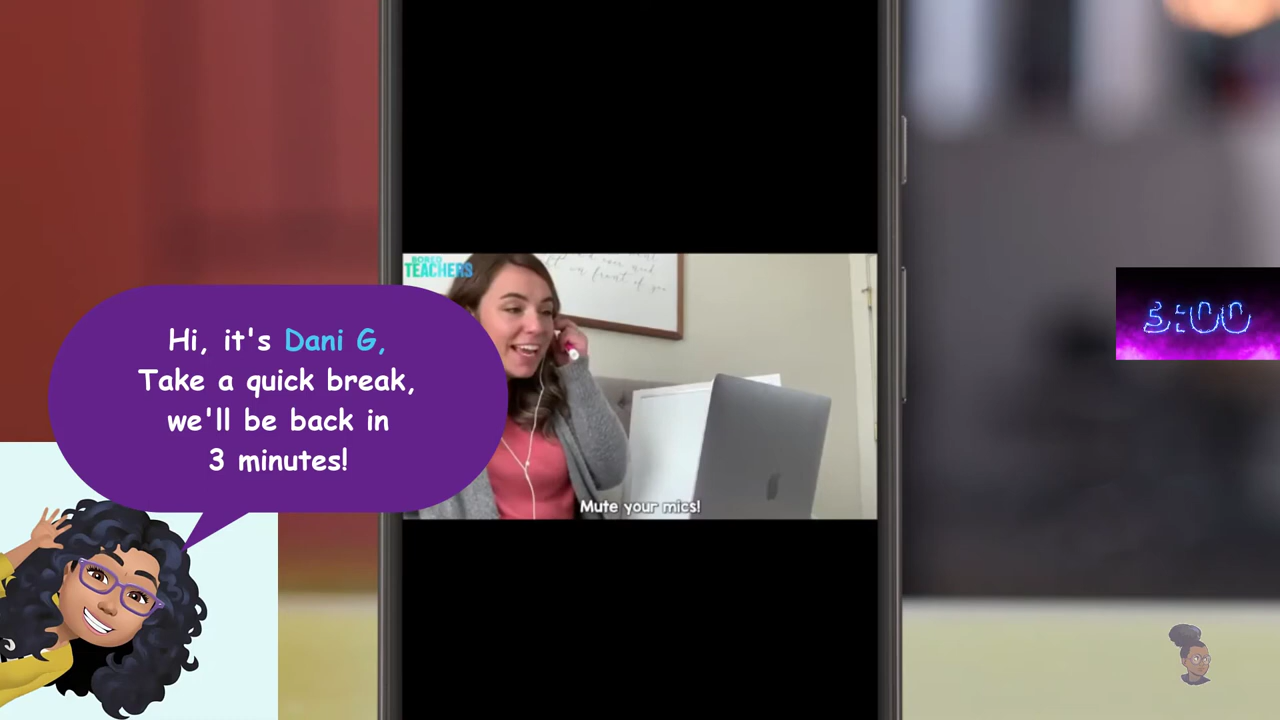 BORED
TEACHERS
Hi, it's Dani G,
Take a quick break,
we'll be back in
3 minutes!
3:00
Mute your mics!